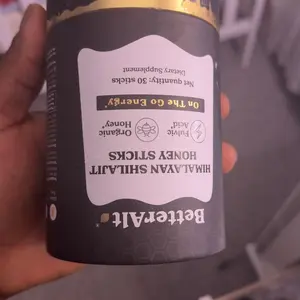 BetterAlt
HIMALAYAN SHILAJIT
HONEY STICKS
Fulvic
Acid*
Organic
Honey*
On The Go Energy*
Net quantity: 30 sticks
Dietary Supplement